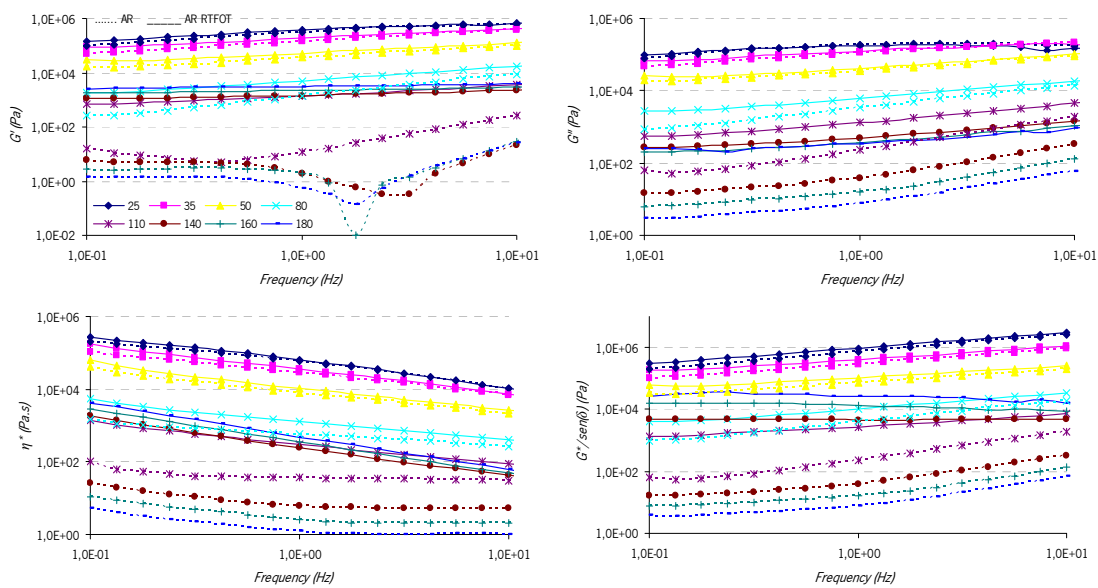 ........ AR ______ AR RTFOT
1,0E+06
1,0E+04
1,0E+02
1,0E+00
1,0E-02
G' (Pa)
25 35 50 80
110 140 160 180
1,0E-01 1,0E+00 1,0E+01
Frequency (Hz)
1,0E+06
1,0E+04
1,0E+02
1,0E+00
G'' (Pa)
1,0E-01 1,0E+00 1,0E+01
Frequency (Hz)
1,0E+06
1,0E+04
1,0E+02
1,0E+00
η* (Pa.s)
1,0E-01 1,0E+00 1,0E+01
Frequency (Hz)
1,0E+06
1,0E+04
1,0E+02
1,0E+00
G*/sen(δ) (Pa)
1,0E-01 1,0E+00 1,0E+01
Frequency (Hz)